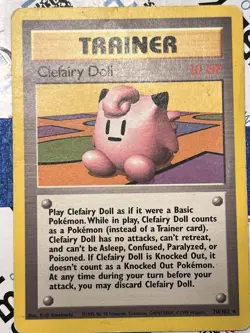 TRAINER
Clefairy Doll
10 HP
Play Clefairy Doll as if it were a Basic
Pokémon. While in play, Clefairy Doll counts
as a Pokémon (instead of a Trainer card).
Clefairy Doll has no attacks, can't retreat,
and can't be Asleep, Confused, Paralyzed, or
Poisoned. If Clefairy Doll is Knocked Out, it
doesn't count as a Knocked Out Pokémon.
At any time during your turn before your
attack, you may discard Clefairy Doll.